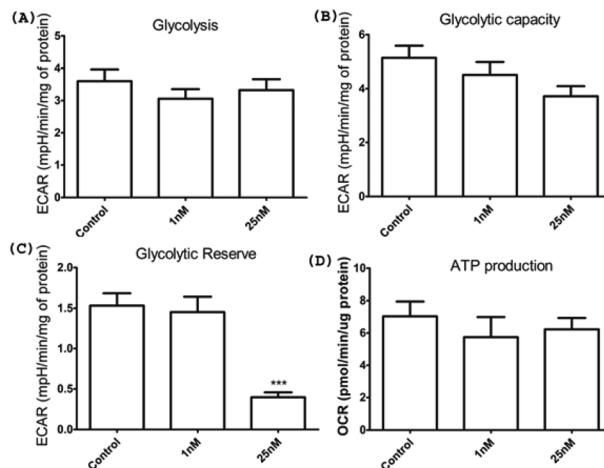 (A)
Glycolysis
ECAR (mpH/min/mg of protein)
5
4
3
2
1
0
Control
1nM
25nM
(B)
Glycolytic capacity
ECAR (mpH/min/mg of protein)
6
4
2
0
Control
1nM
25nM
(C)
Glycolytic Reserve
ECAR (mpH/min/mg of protein)
2.0
1.5
1.0
0.5
0.0
***
Control
1nM
25nM
(D)
ATP production
OCR (pmol/min/ug protein)
10
8
6
4
2
0
Control
1nM
25nM